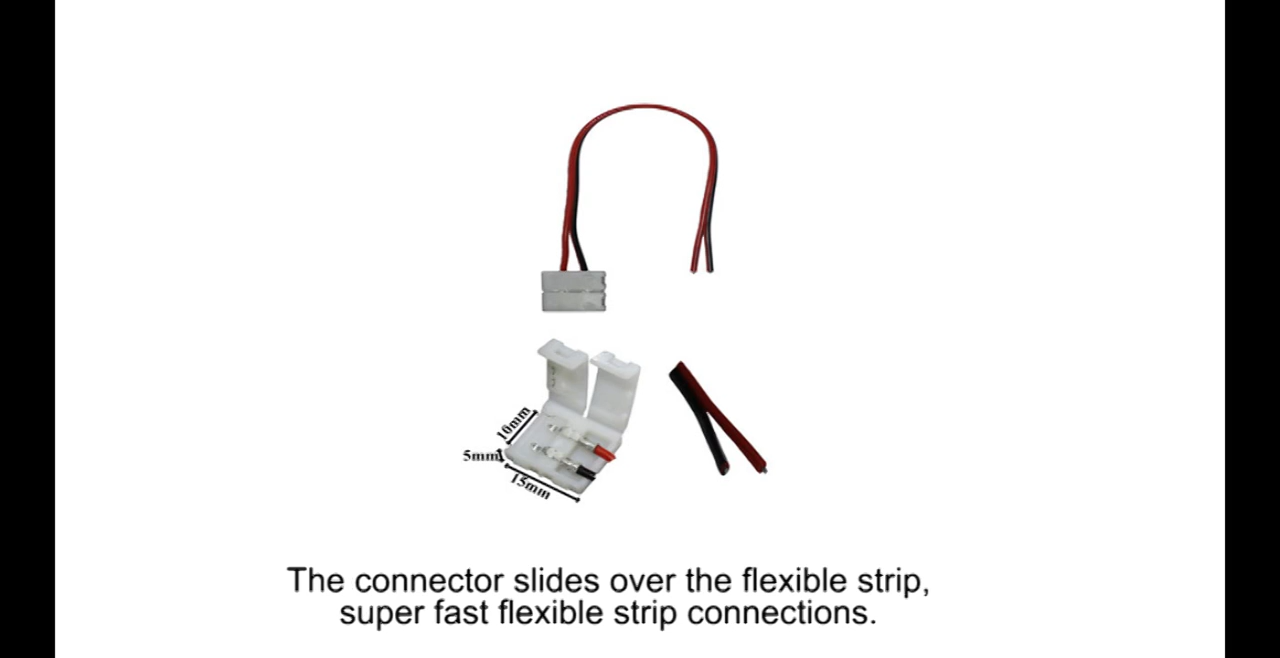 10mm
5mm
15mm
The connector slides over the flexible strip,
super fast flexible strip connections.